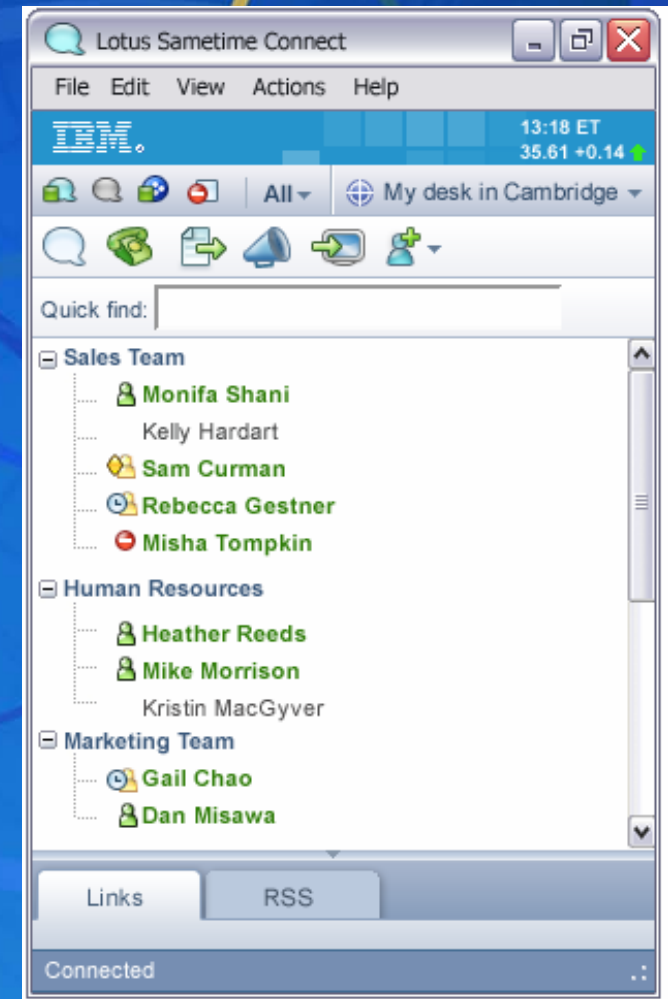 Lotus Sametime Connect
File Edit View Actions Help
IBM.
13:18 ET
35.61 +0.14
All
My desk in Cambridge
Quick find:
Sales Team
Monifa Shani
Kelly Hardart
Sam Curman
Rebecca Gestner
Misha Tompkin
Human Resources
Heather Reeds
Mike Morrison
Kristin MacGyver
Marketing Team
Gail Chao
Dan Misawa
Links RSS
Connected